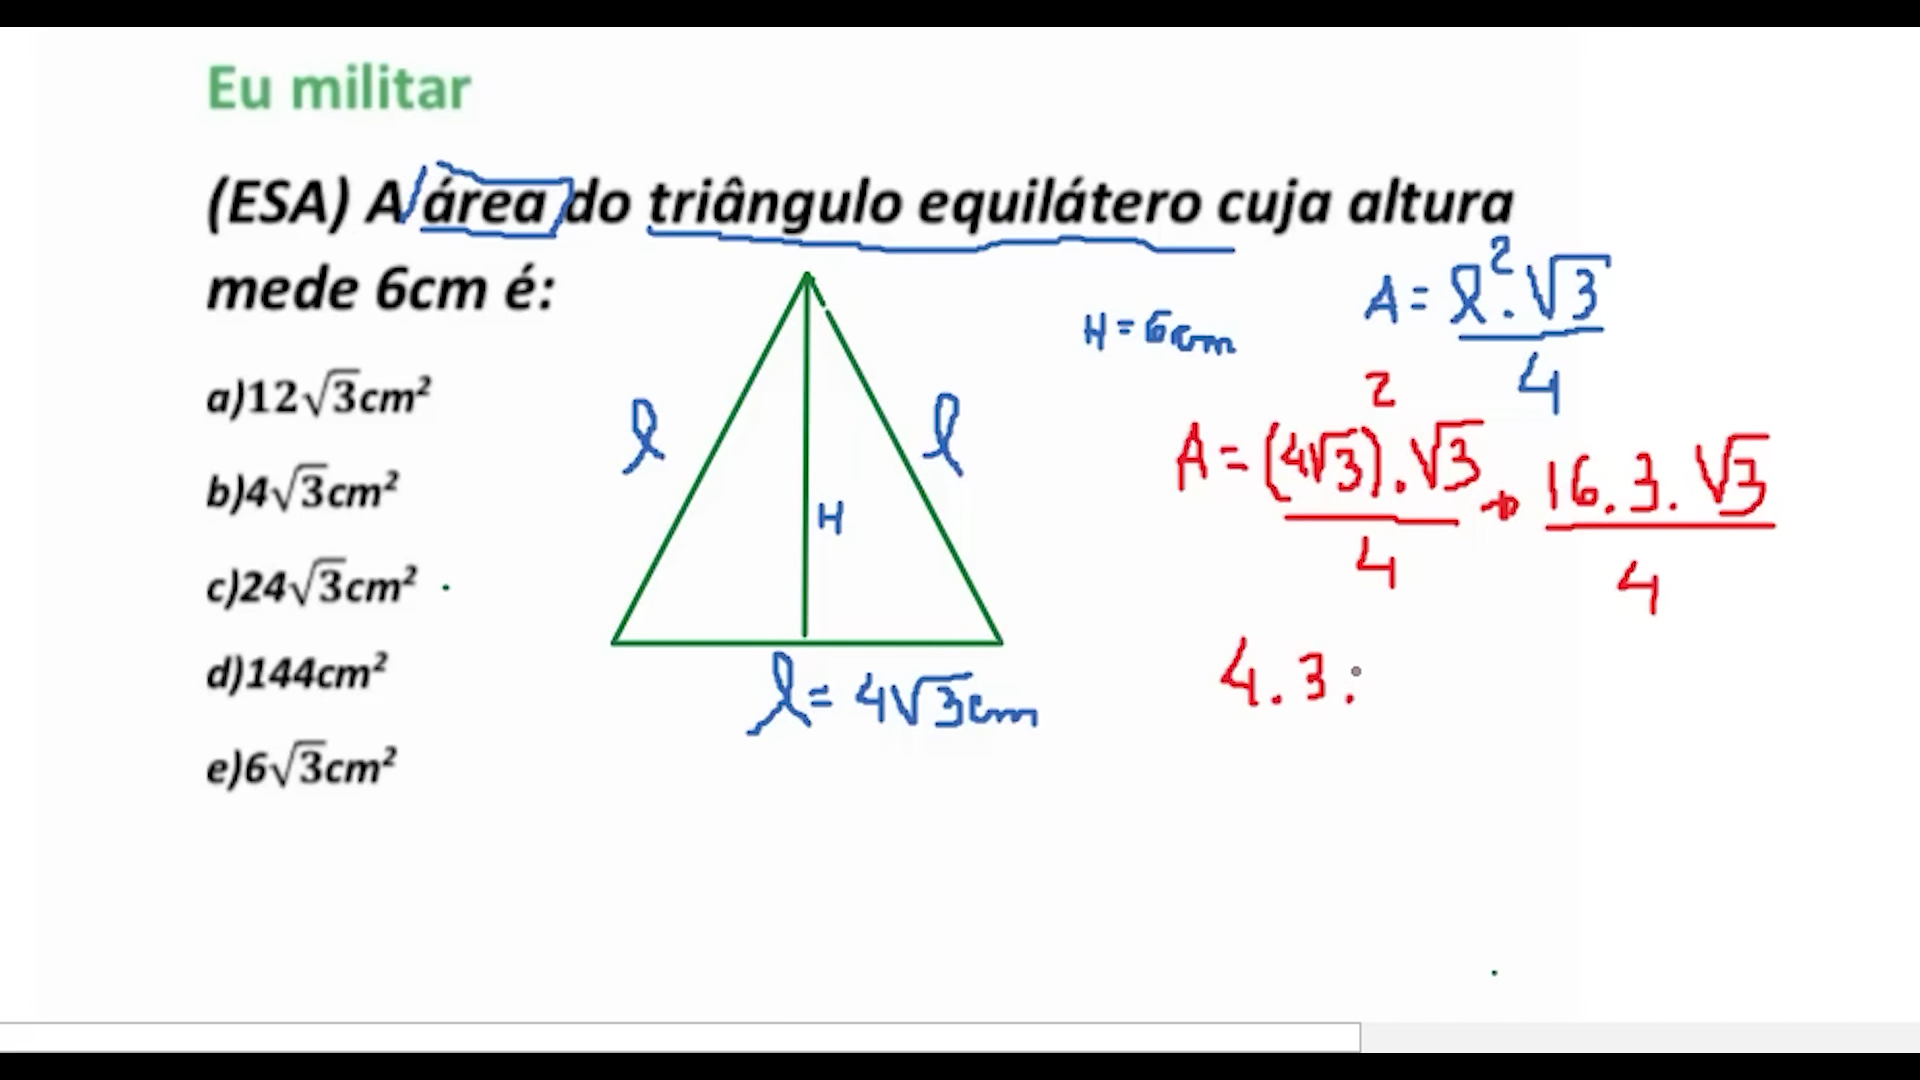 Eu militar
(ESA) A área do triângulo equilátero cuja altura
mede 6cm é:
a)12√3cm²
b)4√3cm²
c)24√3cm²
d)144cm²
e)6√3cm²
l
l
H
l = 4√3cm
H = 6cm
A = l².√3
4
A = (4√3)².√3 → 16.3.√3
4 4
4.3.